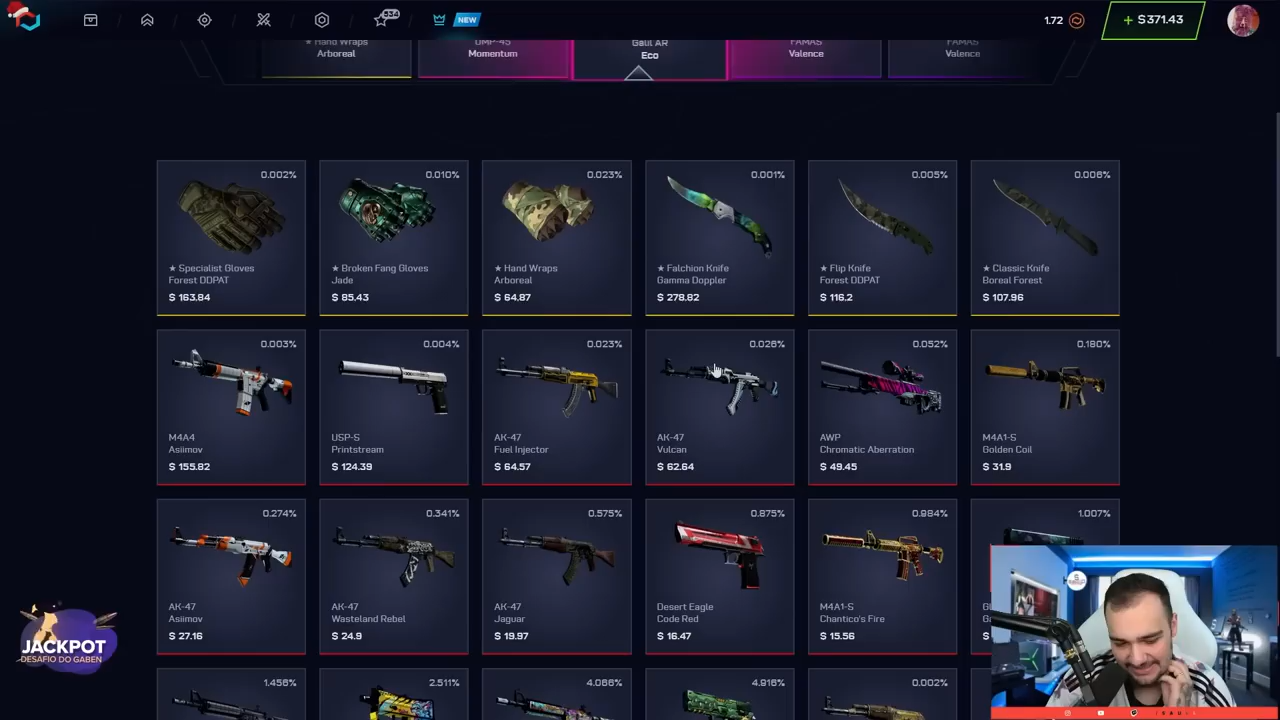 934
NEW
1.72
+ $ 371.43
★ Hand Wraps
Arboreal
UMP-45
Momentum
Galil AR
Eco
FAMAS
Valence
FAMAS
Valence
0.002%
★ Specialist Gloves
Forest DDPAT
$ 163.84
0.010%
★ Broken Fang Gloves
Jade
$ 85.43
0.023%
★ Hand Wraps
Arboreal
$ 64.87
0.001%
★ Falchion Knife
Gamma Doppler
$ 278.82
0.005%
★ Flip Knife
Forest DDPAT
$ 116.2
0.006%
★ Classic Knife
Boreal Forest
$ 107.96
0.003%
M4A4
Asiimov
$ 155.82
0.004%
USP-S
Printstream
$ 124.39
0.023%
AK-47
Fuel Injector
$ 64.57
0.026%
AK-47
Vulcan
$ 62.64
0.052%
AWP
Chromatic Aberration
$ 49.45
0.180%
M4A1-S
Golden Coil
$ 31.9
0.274%
AK-47
Asiimov
$ 27.16
0.341%
AK-47
Wasteland Rebel
$ 24.9
0.575%
AK-47
Jaguar
$ 19.97
0.875%
Desert Eagle
Code Red
$ 16.47
0.984%
M4A1-S
Chantico's Fire
$ 15.56
1.007%
$
JACKPOT
DESAFIO DO GABEN
1.456%
2.511%
4.086%
4.916%
0.002%